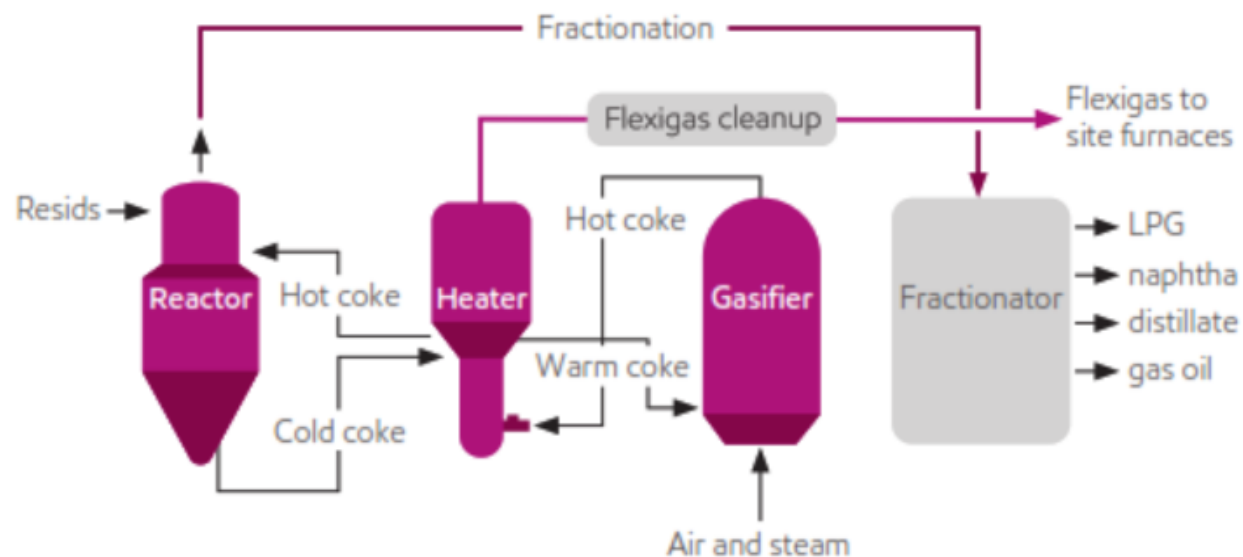 Fractionation
Flexigas cleanup
Flexigas to
site furnaces
Resids
Hot coke
LPG
naphtha
distillate
gas oil
Reactor
Hot coke
Heater
Gasifier
Fractionator
Warm coke
Cold coke
Air and steam